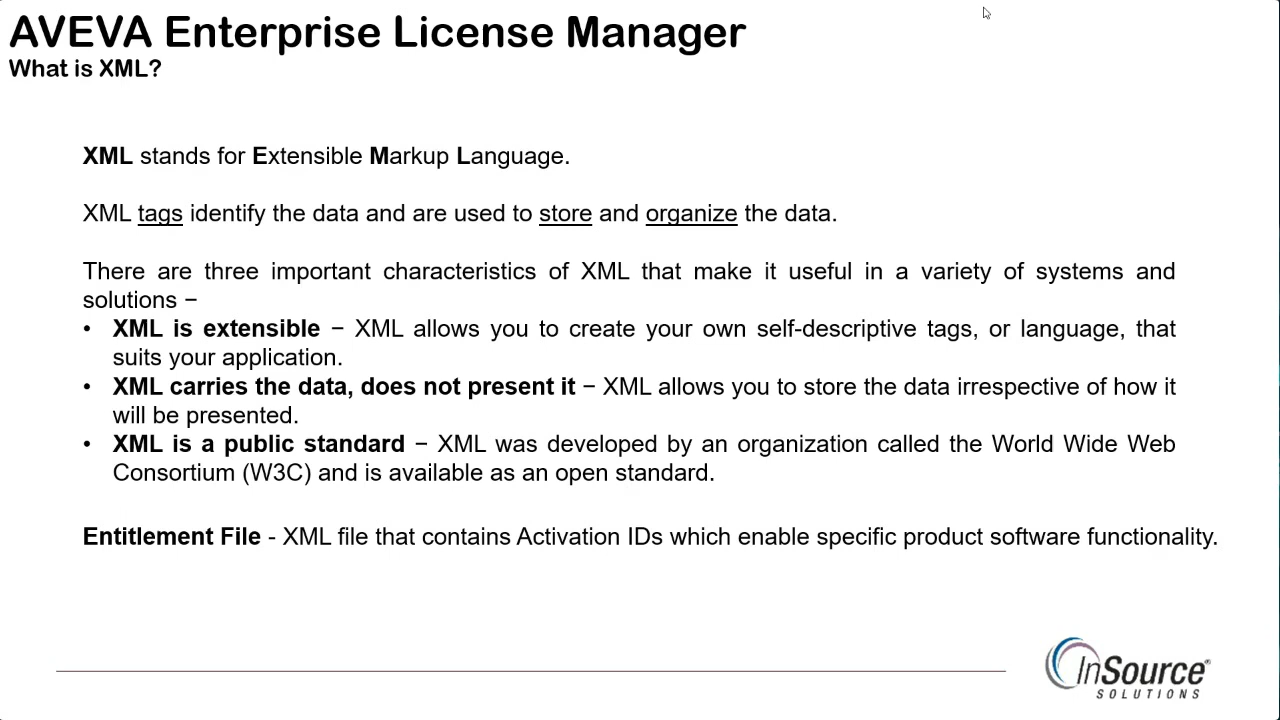 AVEVA Enterprise License Manager
What is XML?
XML stands for Extensible Markup Language.
XML tags identify the data and are used to store and organize the data.
There are three important characteristics of XML that make it useful in a variety of systems and
solutions −
• XML is extensible − XML allows you to create your own self-descriptive tags, or language, that
suits your application.
• XML carries the data, does not present it − XML allows you to store the data irrespective of how it
will be presented.
• XML is a public standard − XML was developed by an organization called the World Wide Web
Consortium (W3C) and is available as an open standard.
Entitlement File - XML file that contains Activation IDs which enable specific product software functionality.
InSource®
SOLUTIONS